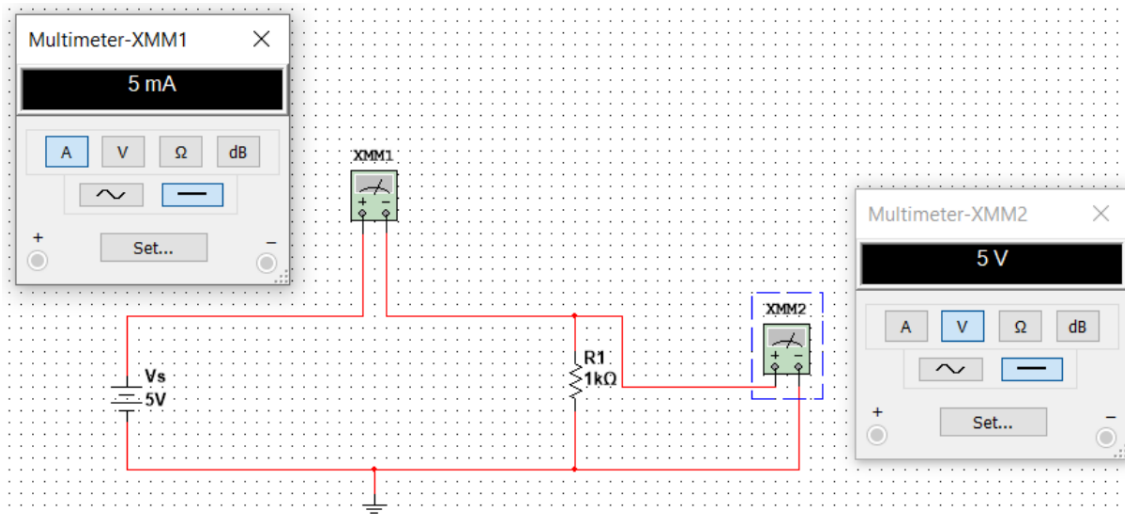 Multimeter-XMM1
5 mA
A V Ω dB
+ −
Set...
XMM1
+ −
Vs
5V
R1
1kΩ
XMM2
+ −
Multimeter-XMM2
5 V
A V Ω dB
+ −
Set...